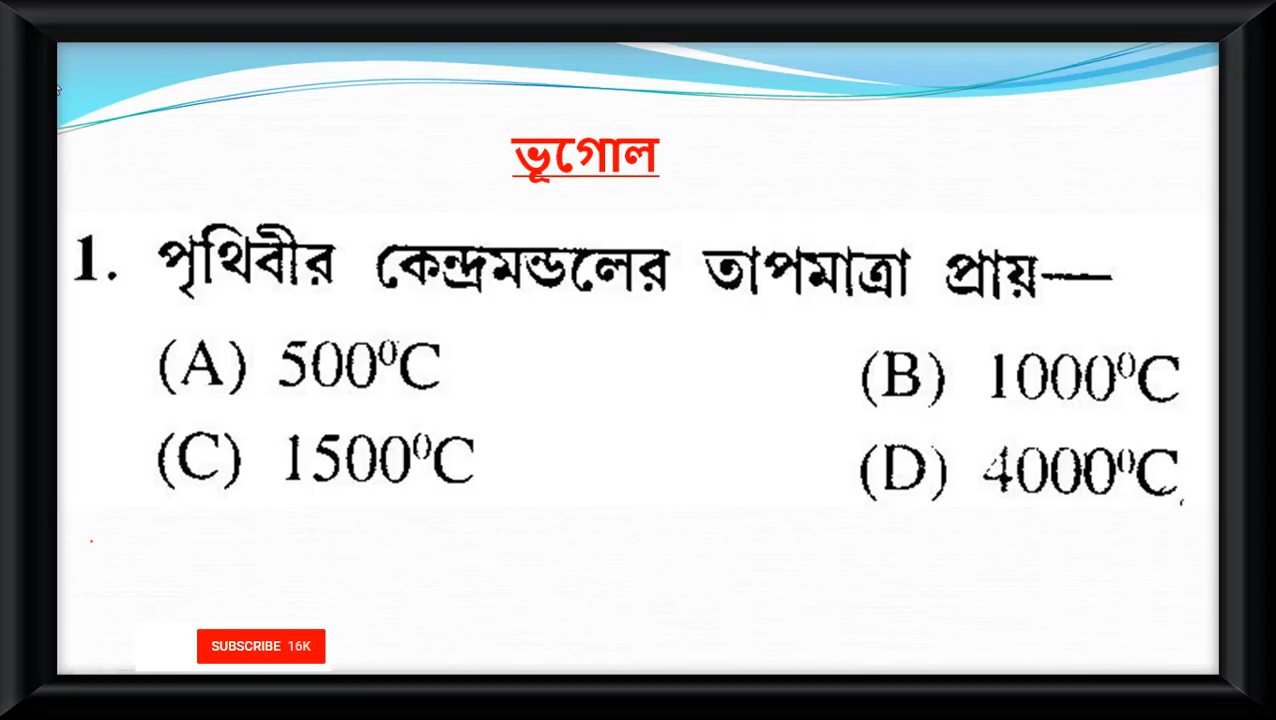 ভূগোল
1. পৃথিবীর কেন্দ্রমন্ডলের তাপমাত্রা প্রায়—
(A) 500⁰C (B) 1000⁰C
(C) 1500⁰C (D) 4000⁰C
SUBSCRIBE 16K